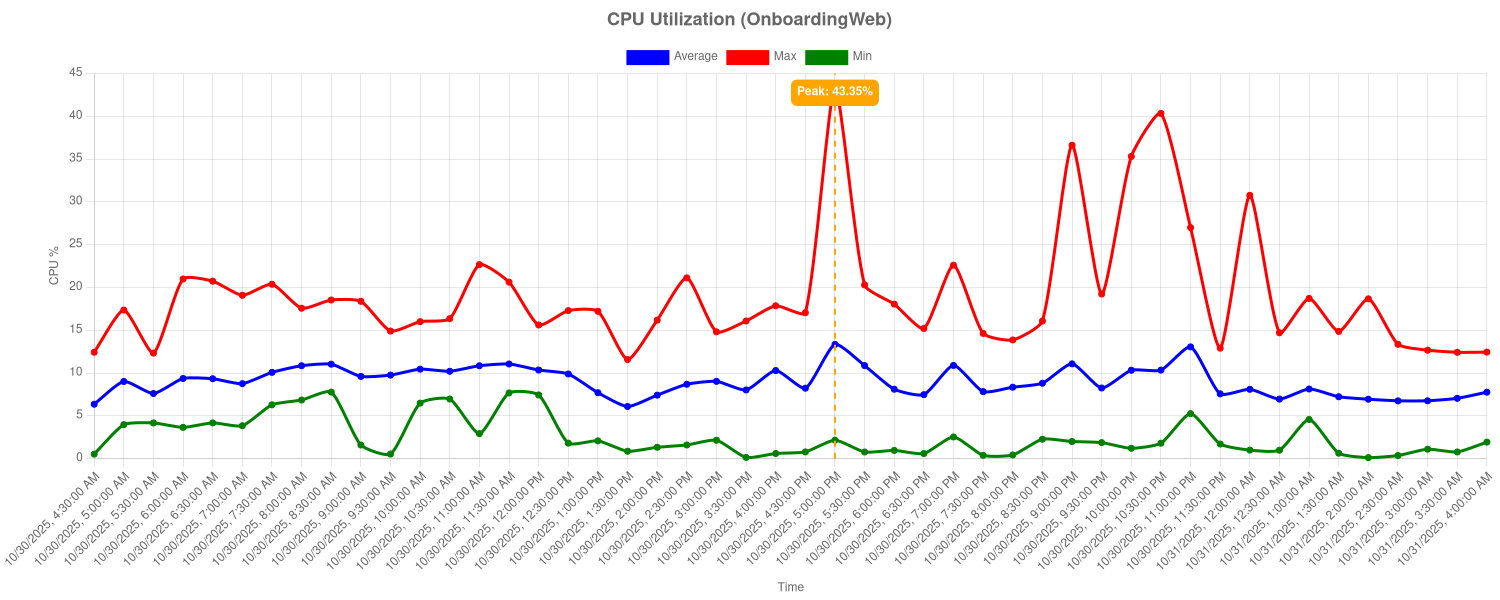 CPU Utilization (OnboardingWeb)
Average Max Min
Peak: 43.35%
45
40
35
30
25
20
15
10
5
0
CPU %
10/30/2025, 4:30:00 AM
10/30/2025, 5:00:00 AM
10/30/2025, 5:30:00 AM
10/30/2025, 6:00:00 AM
10/30/2025, 6:30:00 AM
10/30/2025, 7:00:00 AM
10/30/2025, 7:30:00 AM
10/30/2025, 8:00:00 AM
10/30/2025, 8:30:00 AM
10/30/2025, 9:00:00 AM
10/30/2025, 9:30:00 AM
10/30/2025, 10:00:00 AM
10/30/2025, 10:30:00 AM
10/30/2025, 11:00:00 AM
10/30/2025, 11:30:00 AM
10/30/2025, 12:00:00 PM
10/30/2025, 12:30:00 PM
10/30/2025, 1:00:00 PM
10/30/2025, 1:30:00 PM
10/30/2025, 2:00:00 PM
10/30/2025, 2:30:00 PM
10/30/2025, 3:00:00 PM
10/30/2025, 3:30:00 PM
10/30/2025, 4:00:00 PM
10/30/2025, 4:30:00 PM
10/30/2025, 5:00:00 PM
10/30/2025, 5:30:00 PM
10/30/2025, 6:00:00 PM
10/30/2025, 6:30:00 PM
10/30/2025, 7:00:00 PM
10/30/2025, 7:30:00 PM
10/30/2025, 8:00:00 PM
10/30/2025, 8:30:00 PM
10/30/2025, 9:00:00 PM
10/30/2025, 9:30:00 PM
10/30/2025, 10:00:00 PM
10/30/2025, 10:30:00 PM
10/30/2025, 11:00:00 PM
10/30/2025, 11:30:00 PM
10/31/2025, 12:00:00 AM
10/31/2025, 12:30:00 AM
10/31/2025, 1:00:00 AM
10/31/2025, 1:30:00 AM
10/31/2025, 2:00:00 AM
10/31/2025, 2:30:00 AM
10/31/2025, 3:00:00 AM
10/31/2025, 3:30:00 AM
10/31/2025, 4:00:00 AM
Time